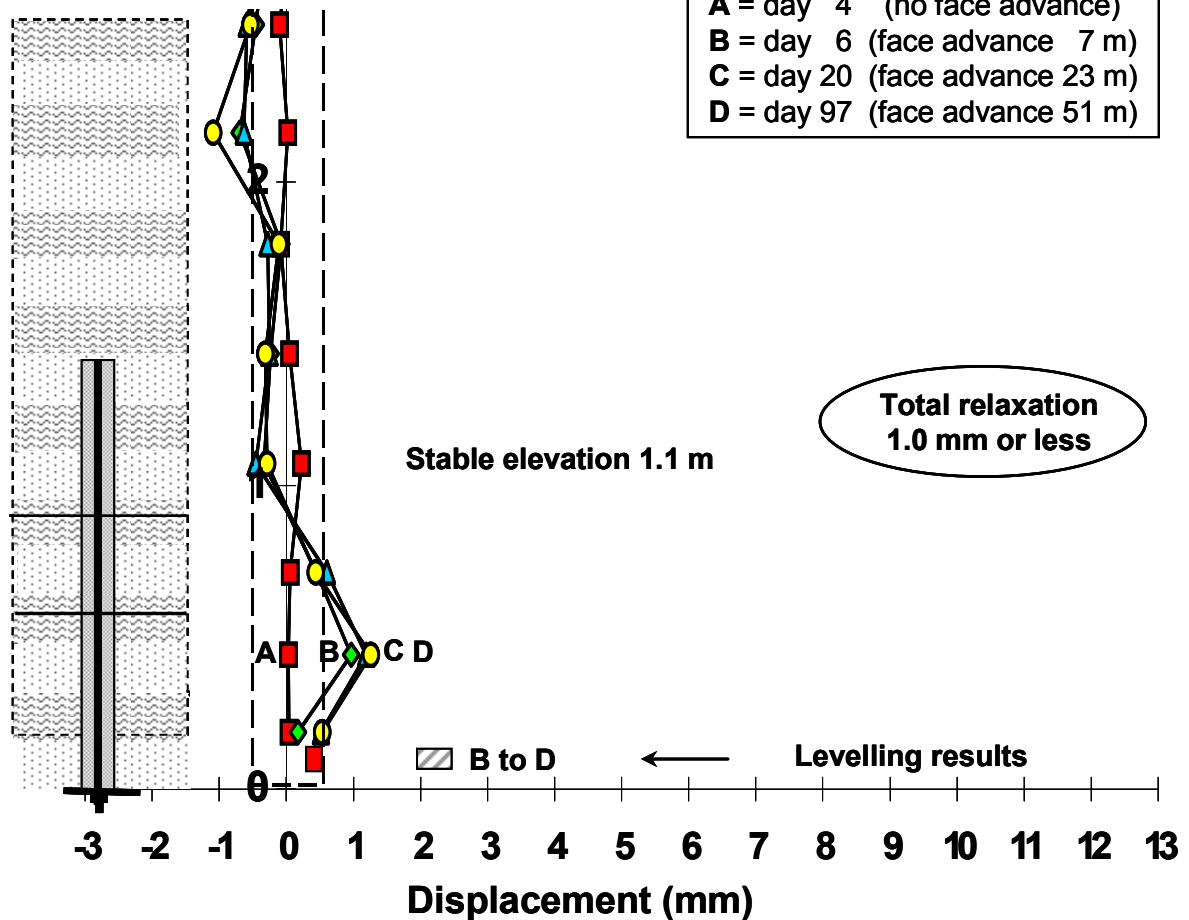 A = day 4 (no face advance)
B = day 6 (face advance 7 m)
C = day 20 (face advance 23 m)
D = day 97 (face advance 51 m)
2
Total relaxation
1.0 mm or less
Stable elevation 1.1 m
1
A B C D
B to D
Levelling results
0
-3 -2 -1 0 1 2 3 4 5 6 7 8 9 10 11 12 13
Displacement (mm)